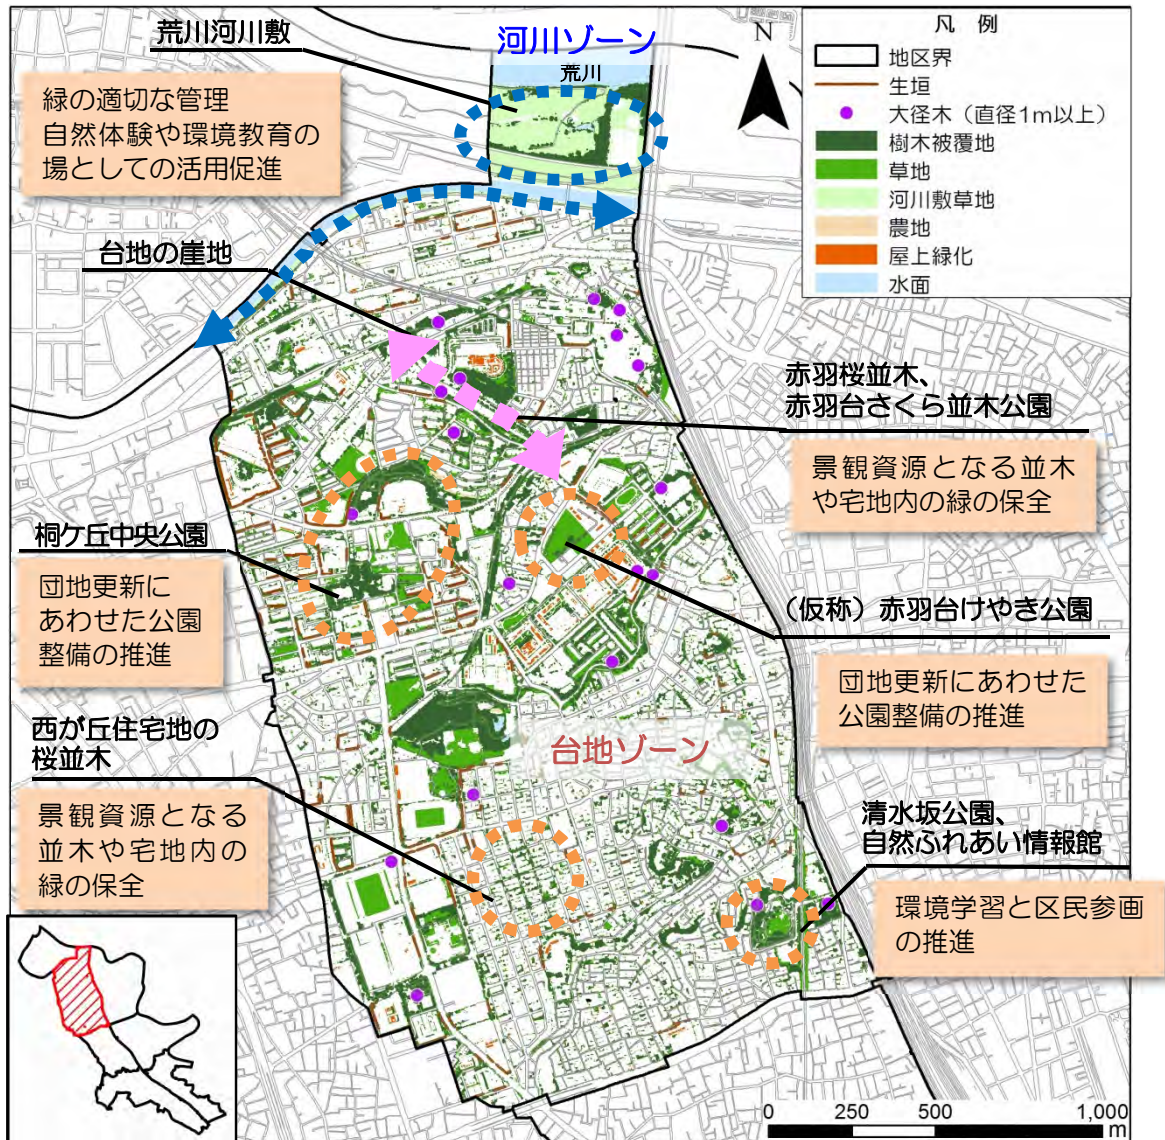 荒川河川敷
緑の適切な管理
自然体験や環境教育の
場としての活用促進
河川ゾーン
荒川
N
凡 例
地区界
生垣
大径木（直径1m以上）
樹木被覆地
草地
河川敷草地
農地
屋上緑化
水面
台地の崖地
赤羽桜並木、
赤羽台さくら並木公園
景観資源となる並木
や宅地内の緑の保全
桐ケ丘中央公園
団地更新に
あわせた公園
整備の推進
（仮称）赤羽台けやき公園
団地更新にあわせた
公園整備の推進
西が丘住宅地の
桜並木
景観資源となる
並木や宅地内の
緑の保全
台地ゾーン
清水坂公園、
自然ふれあい情報館
環境学習と区民参画
の推進
0 250 500 1,000
m